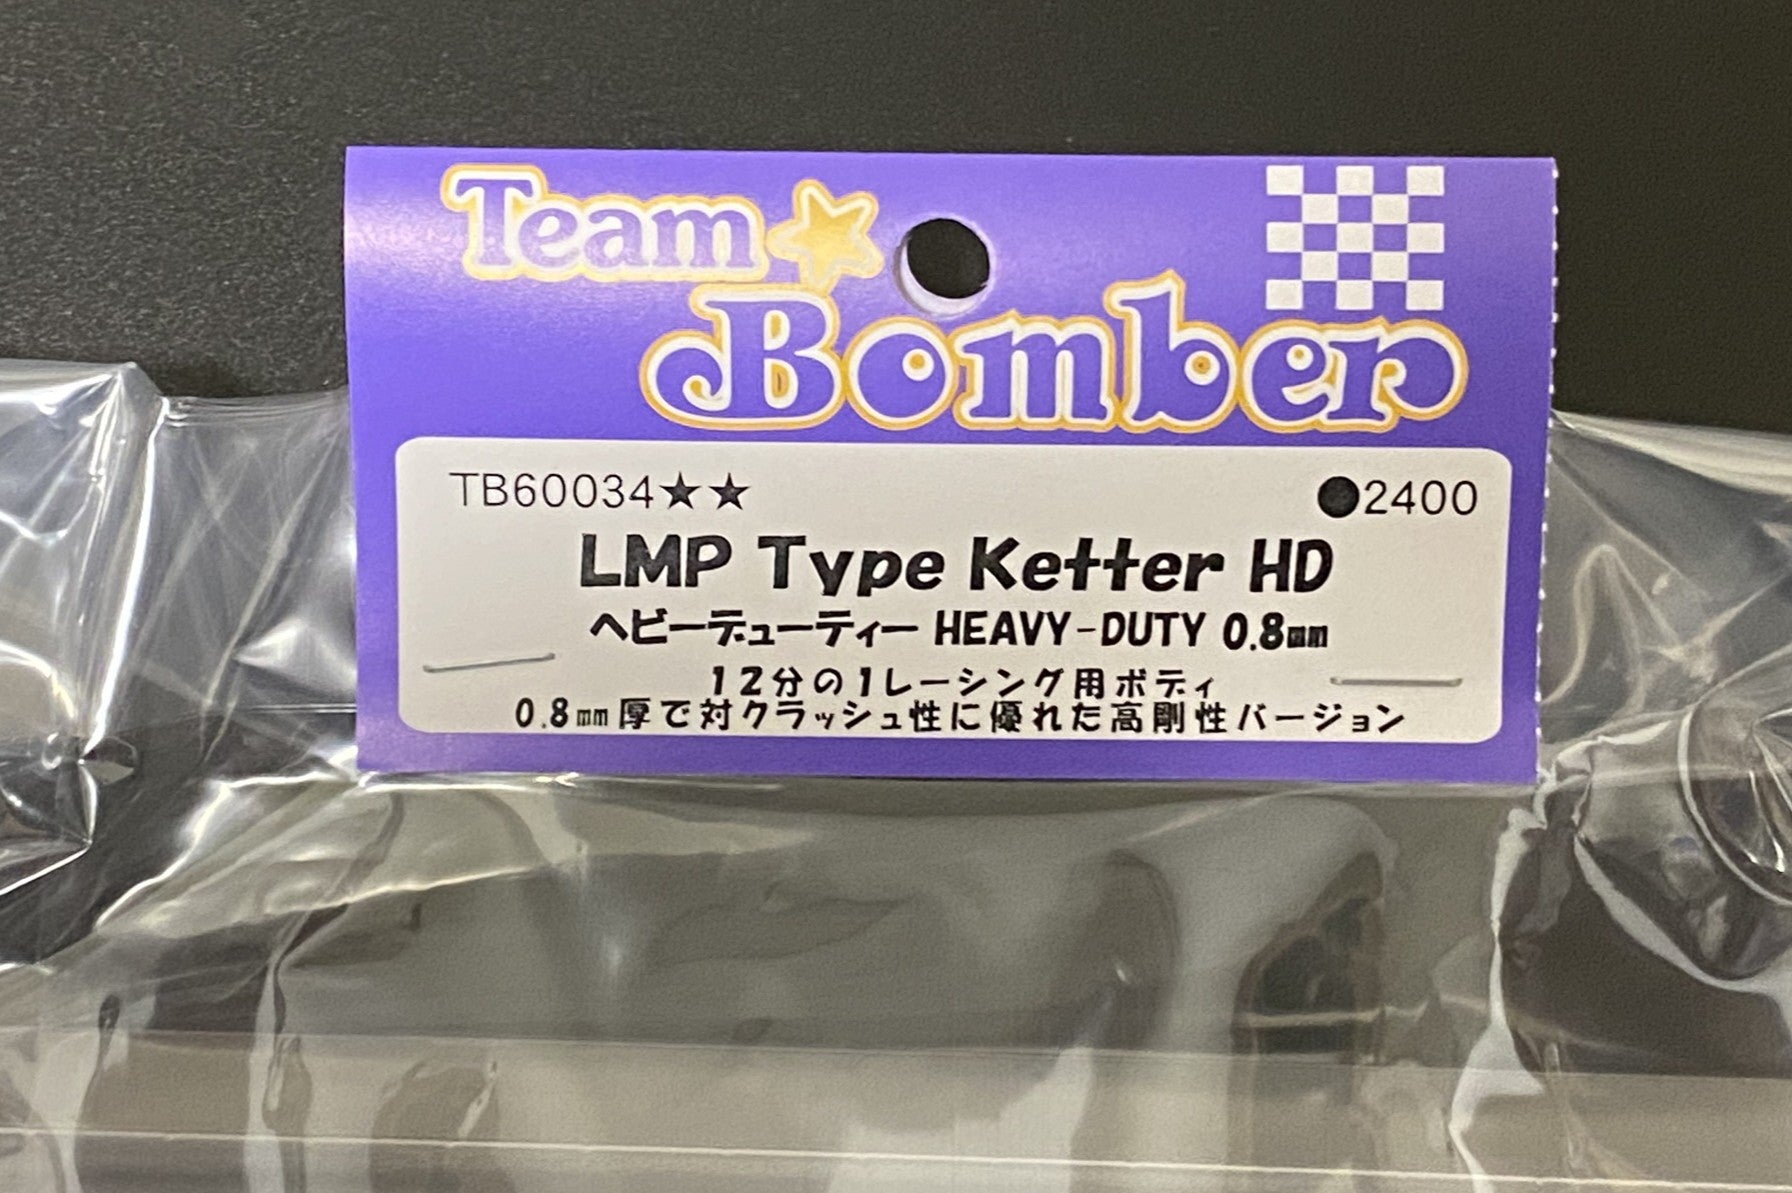 Team★
Bomber
TB60034★★ ●2400
LMP Type Ketter HD
ヘビーデューティー HEAVY-DUTY 0.8㎜
12分の1レーシング用ボディ
0.8㎜厚で対クラッシュ性に優れた高剛性バージョン